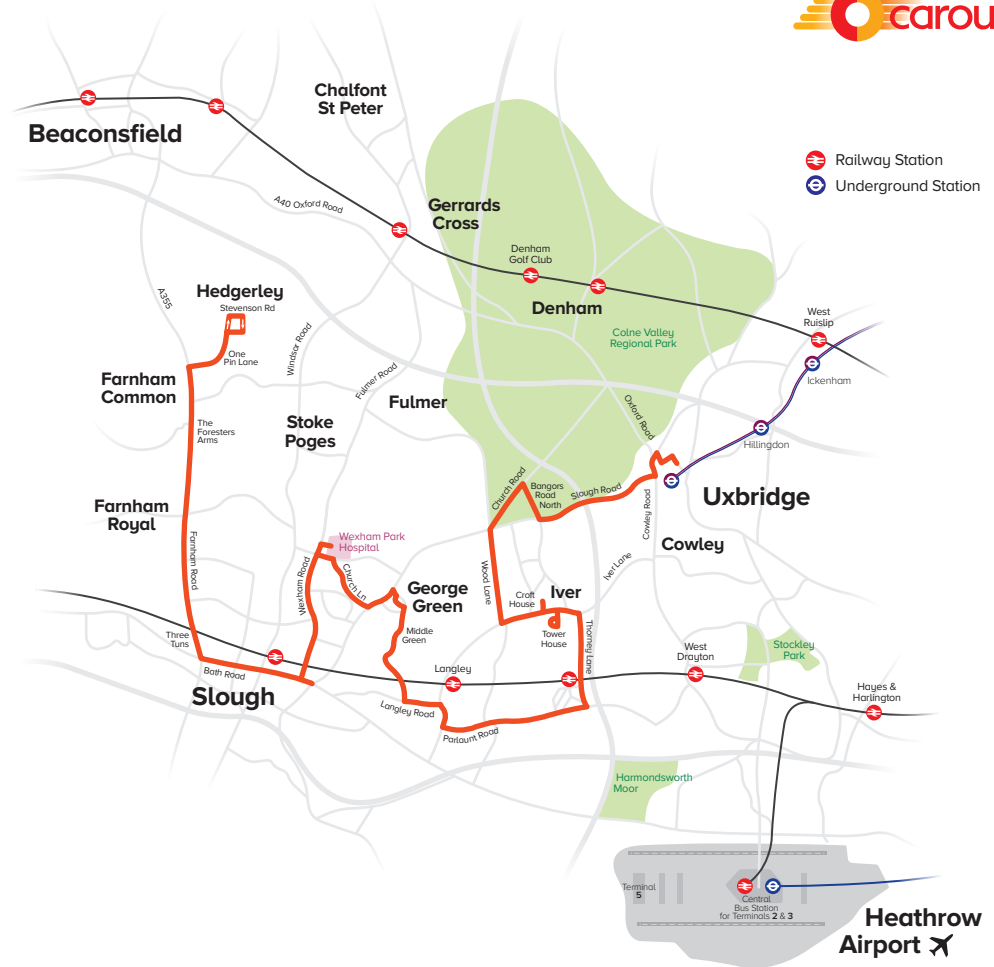 carou
Chalfont
St Peter
Beaconsfield
Railway Station
Underground Station
A40 Oxford Road
Gerrards
Cross
Denham
Golf Club
A355
Hedgerley
Stevenson Rd
Denham
West
Ruislip
Windsor Road
One
Pin Lane
Colne Valley
Regional Park
Farnham
Common
Fulmer Road
Ickenham
Fulmer
Oxford Road
The
Foresters
Arms
Stoke
Poges
Hillingdon
Church Road
Bangors
Road
North
Slough Road
Uxbridge
Farnham
Royal
Cowley Road
Wexham Park
Hospital
Cowley
Farnham Road
Wexham Road
Church Ln
George
Green
Wood Lane
Croft
House
Iver
Iver Lane
Three
Tuns
Middle
Green
Tower
House
Thorney Lane
West
Drayton
Stockley
Park
Bath Road
Langley
Hayes &
Harlington
Slough
Langley Road
Parlaunt Road
Harmondsworth
Moor
Terminal
5
Central
Bus Station
for Terminals 2 & 3
Heathrow
Airport